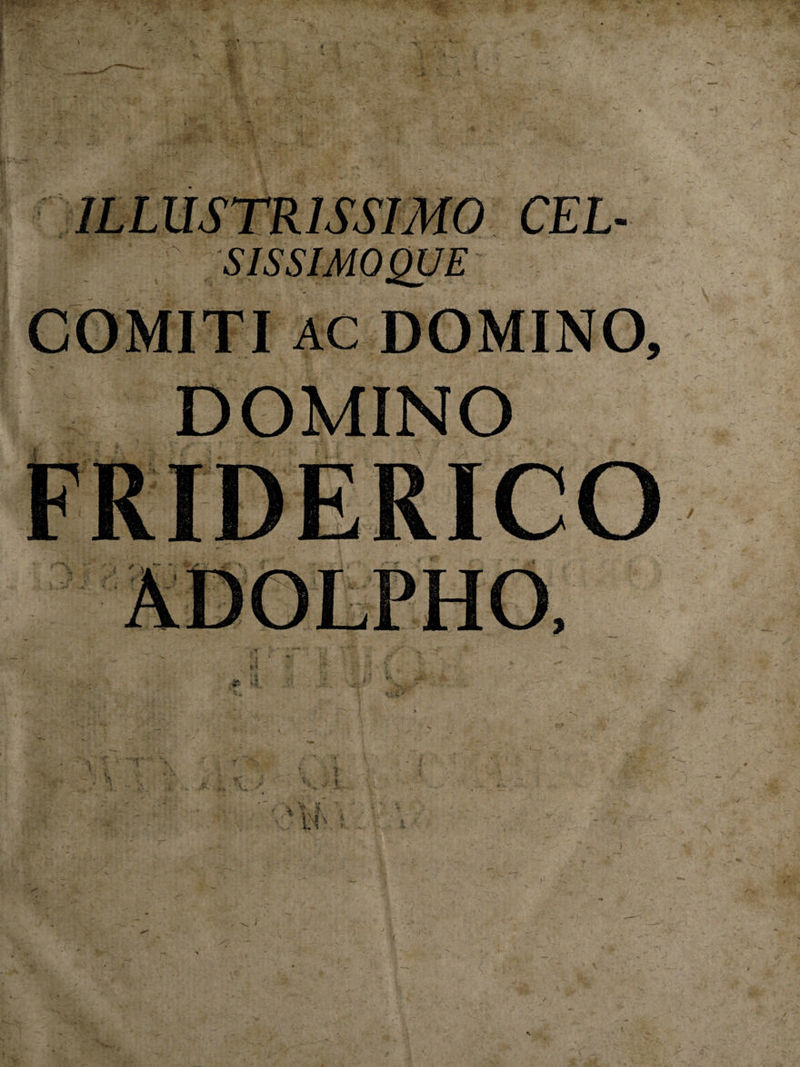 ILLUSTRISSIMO CEL-
SISSIMOQUE
COMITI AC DOMINO,
DOMINO
FRIDERICO
ADOLPHO,